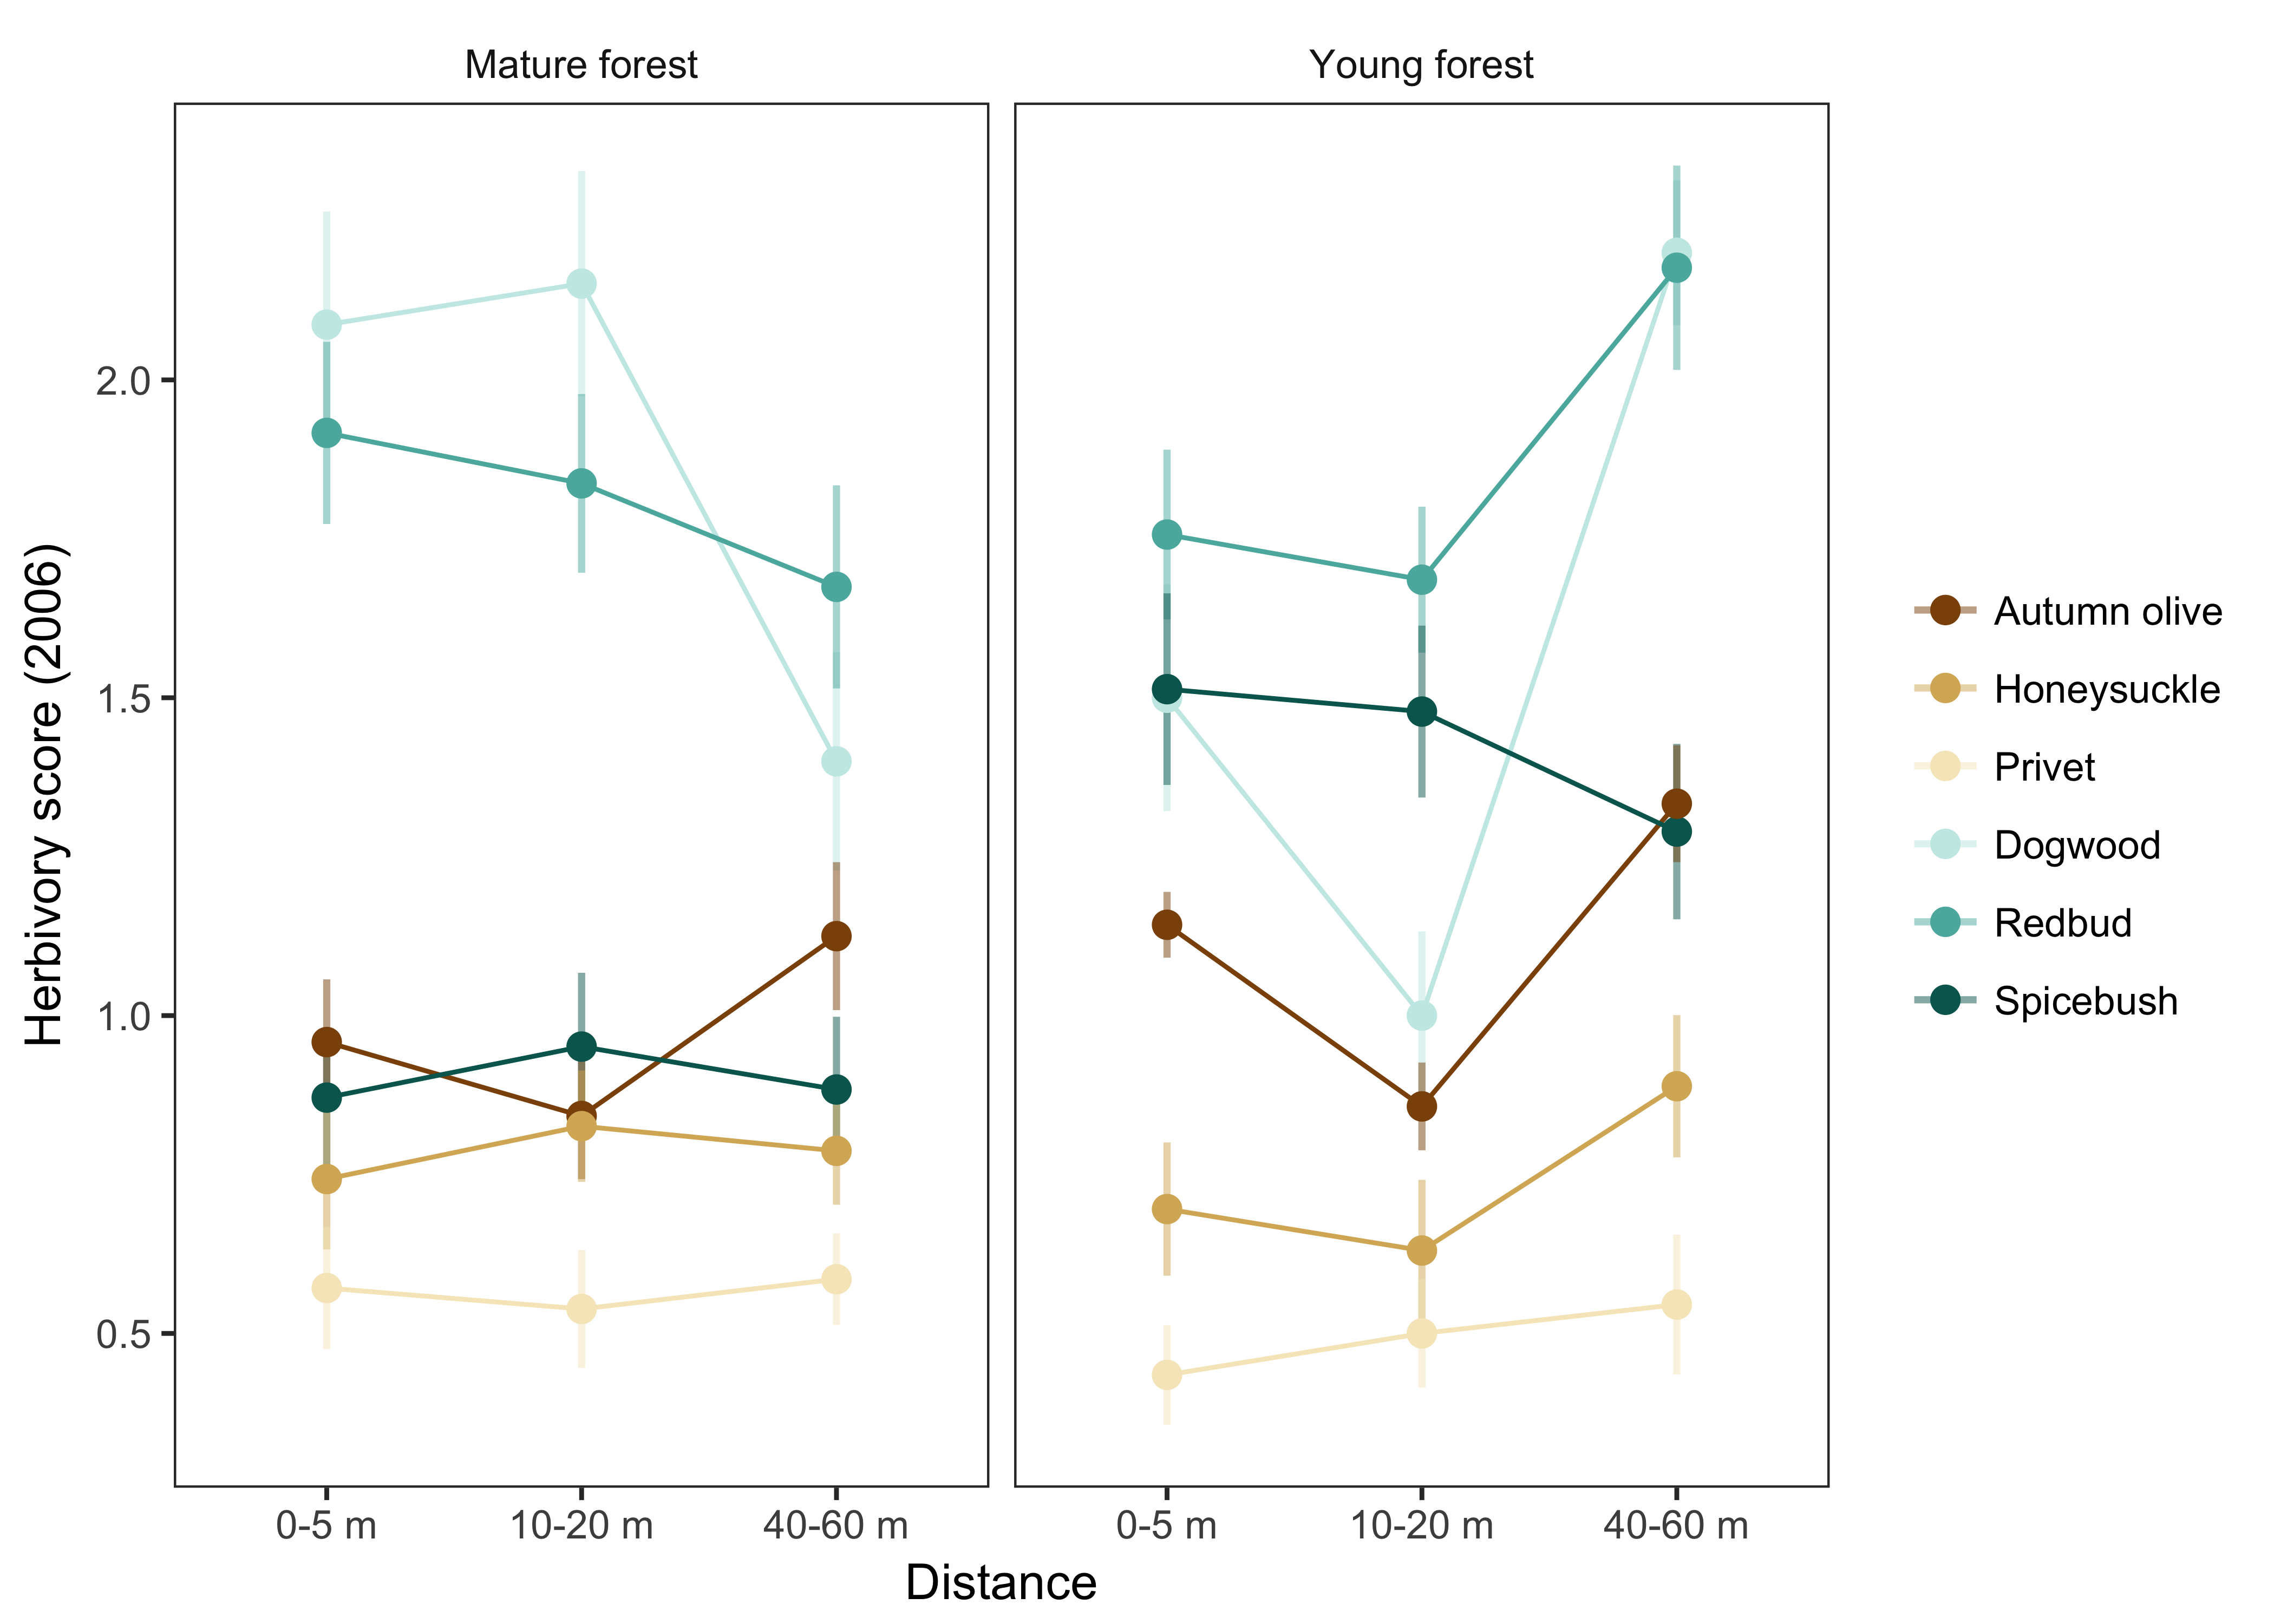 Mature forest
Young forest
Herbivory score (2006)
2.0
1.5
1.0
0.5
0-5 m
10-20 m
40-60 m
0-5 m
10-20 m
40-60 m
Distance
Autumn olive
Honeysuckle
Privet
Dogwood
Redbud
Spicebush